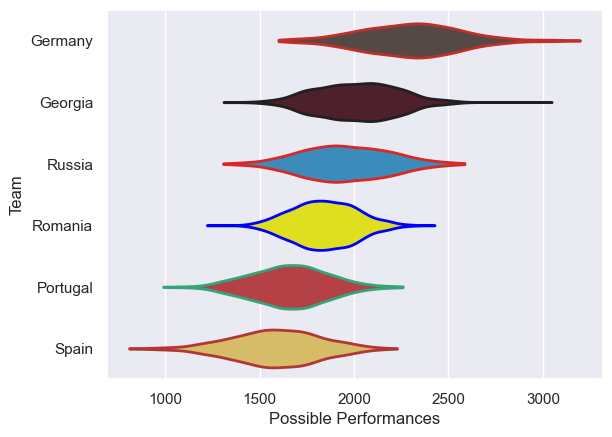 Germany
Georgia
Russia
Romania
Portugal
Spain
Team
1000 1500 2000 2500 3000
Possible Performances